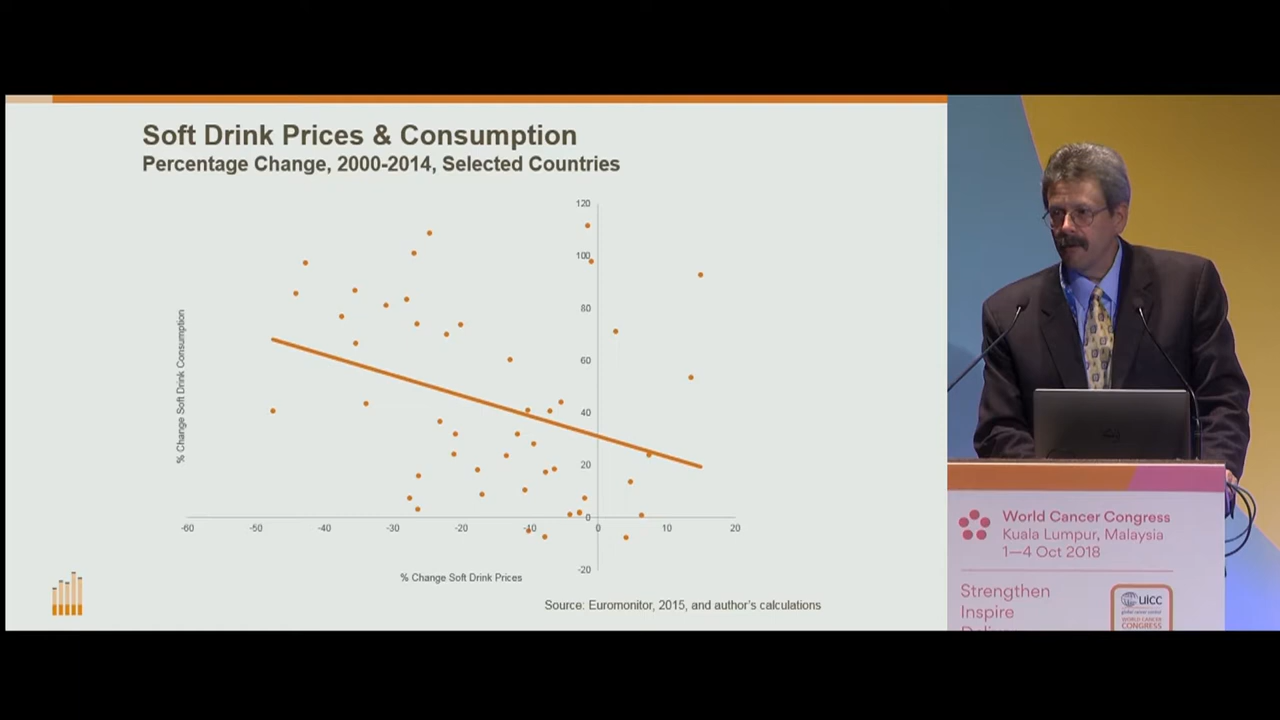 Soft Drink Prices & Consumption
Percentage Change, 2000-2014, Selected Countries
% Change Soft Drink Consumption
120
100
80
60
40
20
0
-20
-60
-50
-40
-30
-20
-10
0
10
20
% Change Soft Drink Prices
Source: Euromonitor, 2015, and author's calculations
World Cancer Congress
Kuala Lumpur, Malaysia
1—4 Oct 2018
Strengthen
Inspire
uicc
global cancer control
WORLD CANCER
CONGRESS